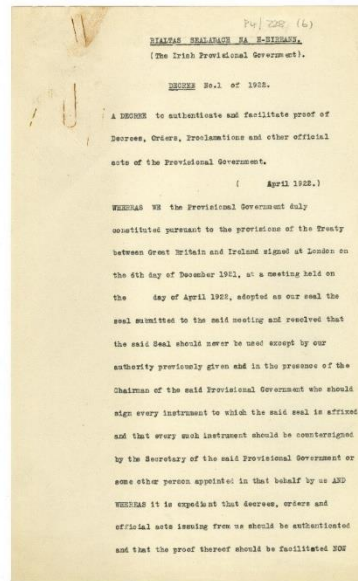 84/328 (6)
RIALTAS SEALADACH NA H-EIREANN.
(The Irish Provisional Government).
DECREE No.1 of 1922.
A DECREE to authenticate and facilitate proof of
Decrees, Orders, Proclamations and other official
acts of the Provisional Government.
( April 1922.)
WHEREAS WE the Provisional Government duly
constituted pursuant to the provisions of the Treaty
between Great Britain and Ireland signed at London on
the 6th day of December 1921, at a meeting held on
the day of April 1922, adopted as our seal the
seal submitted to the said meeting and resolved that
the said Seal should never be used except by our
authority previously given and in the presence of the
Chairman of the said Provisional Government who should
sign every instrument to which the said seal is affixed
and that every such instrument should be countersigned
by the Secretary of the said Provisional Government or
some other person appointed in that behalf by us AND
WHEREAS it is expedient that decrees, orders and
official acts issuing from us should be authenticated
and that the proof thereof should be facilitated NOW